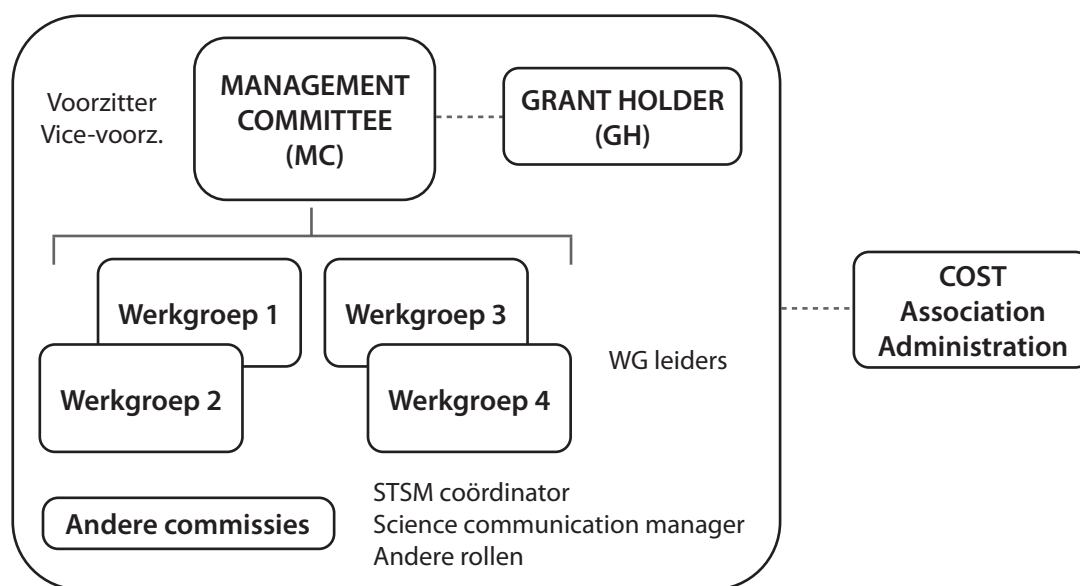 Voorzitter
Vice-voorz.
MANAGEMENT
COMMITTEE
(MC)
GRANT HOLDER
(GH)
Werkgroep 1
Werkgroep 2
Werkgroep 3
Werkgroep 4
WG leiders
COST
Association
Administration
Andere commissies
STSM coördinator
Science communication manager
Andere rollen